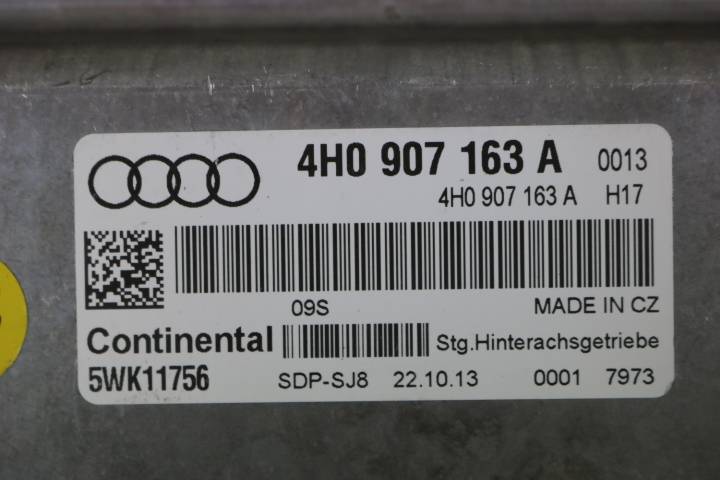 4H0 907 163 A 0013
4H0 907 163 A H17
09S MADE IN CZ
Continental Stg.Hinterachsgetriebe
5WK11756 SDP-SJ8 22.10.13 0001 7973